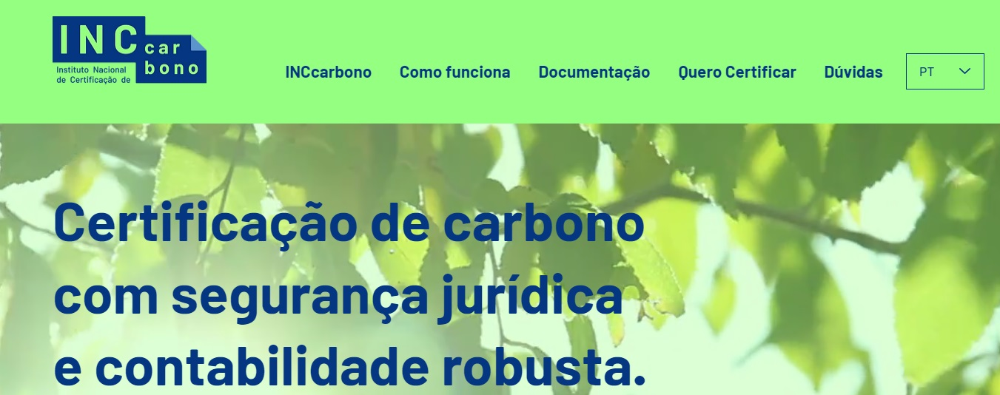 INC car
bono
Instituto Nacional
de Certificação de
INCcarbono Como funciona Documentação Quero Certificar Dúvidas PT
Certificação de carbono
com segurança jurídica
e contabilidade robusta.